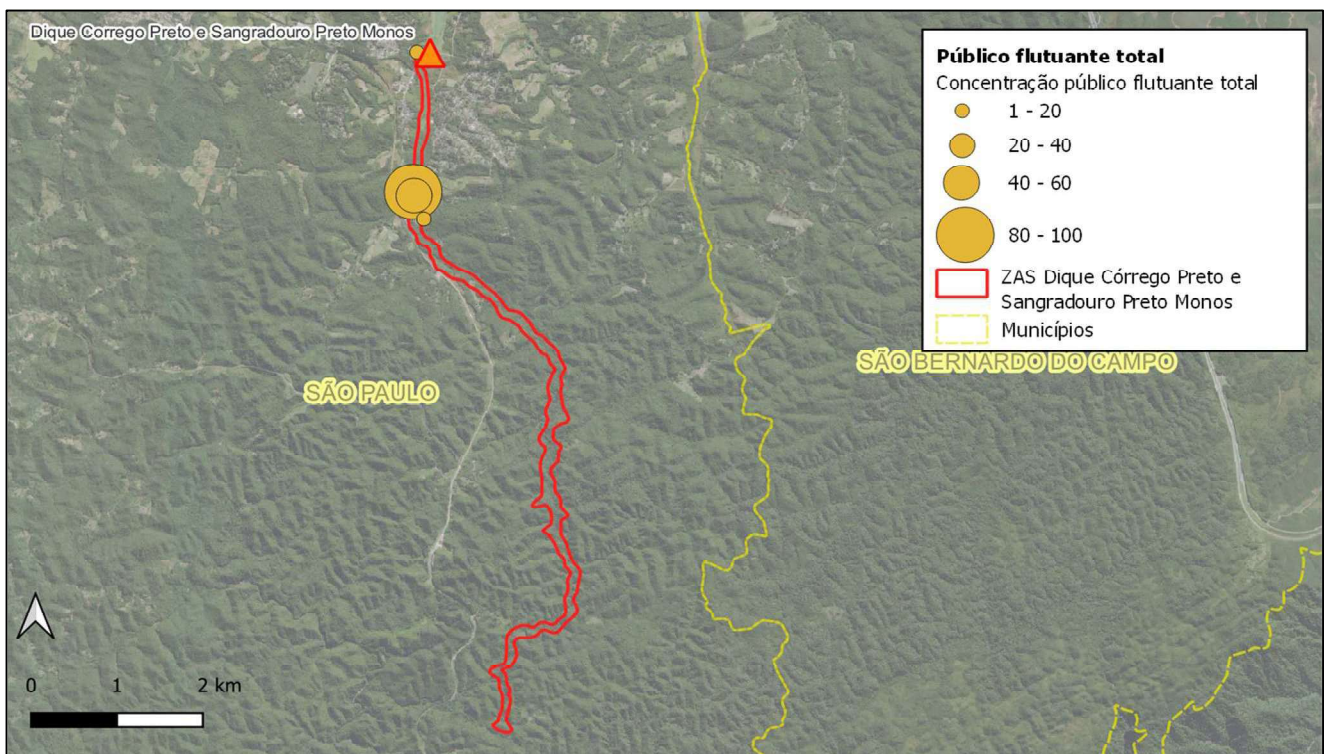 Dique Corrego Preto e Sangradouro Preto Monos
Público flutuante total
Concentração público flutuante total
1 - 20
20 - 40
40 - 60
80 - 100
ZAS Dique Córrego Preto e
Sangradouro Preto Monos
Municípios
SÃO BERNARDO DO CAMPO
SÃO PAULO
0 1 2 km